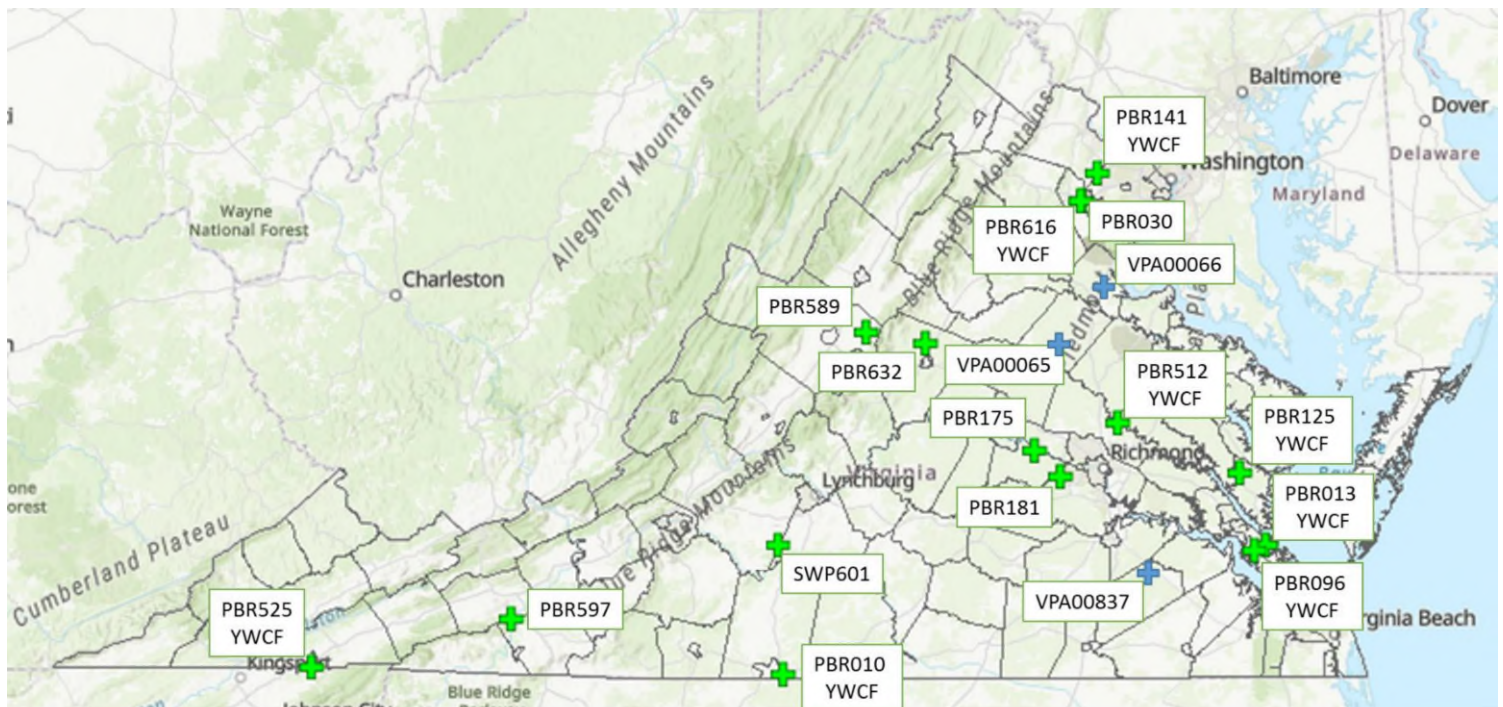 Baltimore
PBR141
YWCF
Dover
Allegheny Mountains
Blue Ridge Mountains
Washington
Delaware
Maryland
Wayne
National Forest
PBR616
YWCF
PBR030
VPA00066
Charleston
PBR589
PBR632
VPA00065
PBR512
YWCF
PBR175
PBR125
YWCF
Richmond
Virginia
Lynchburg
PBR013
YWCF
PBR181
Blue Ridge Mountains
Cumberland Plateau
SWP601
PBR096
YWCF
VPA00837
PBR525
YWCF
PBR597
rginia Beach
PBR010
YWCF
Blue Ridge